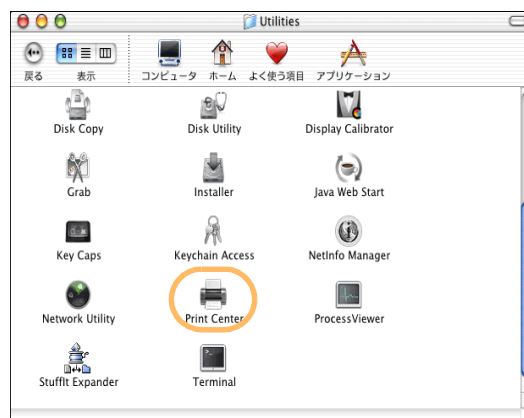 Utilities
戻る 表示 コンピュータ ホーム よく使う項目 アプリケーション
Disk Copy Disk Utility Display Calibrator
Grab Installer Java Web Start
Key Caps Keychain Access NetInfo Manager
Network Utility Print Center ProcessViewer
StuffIt Expander Terminal